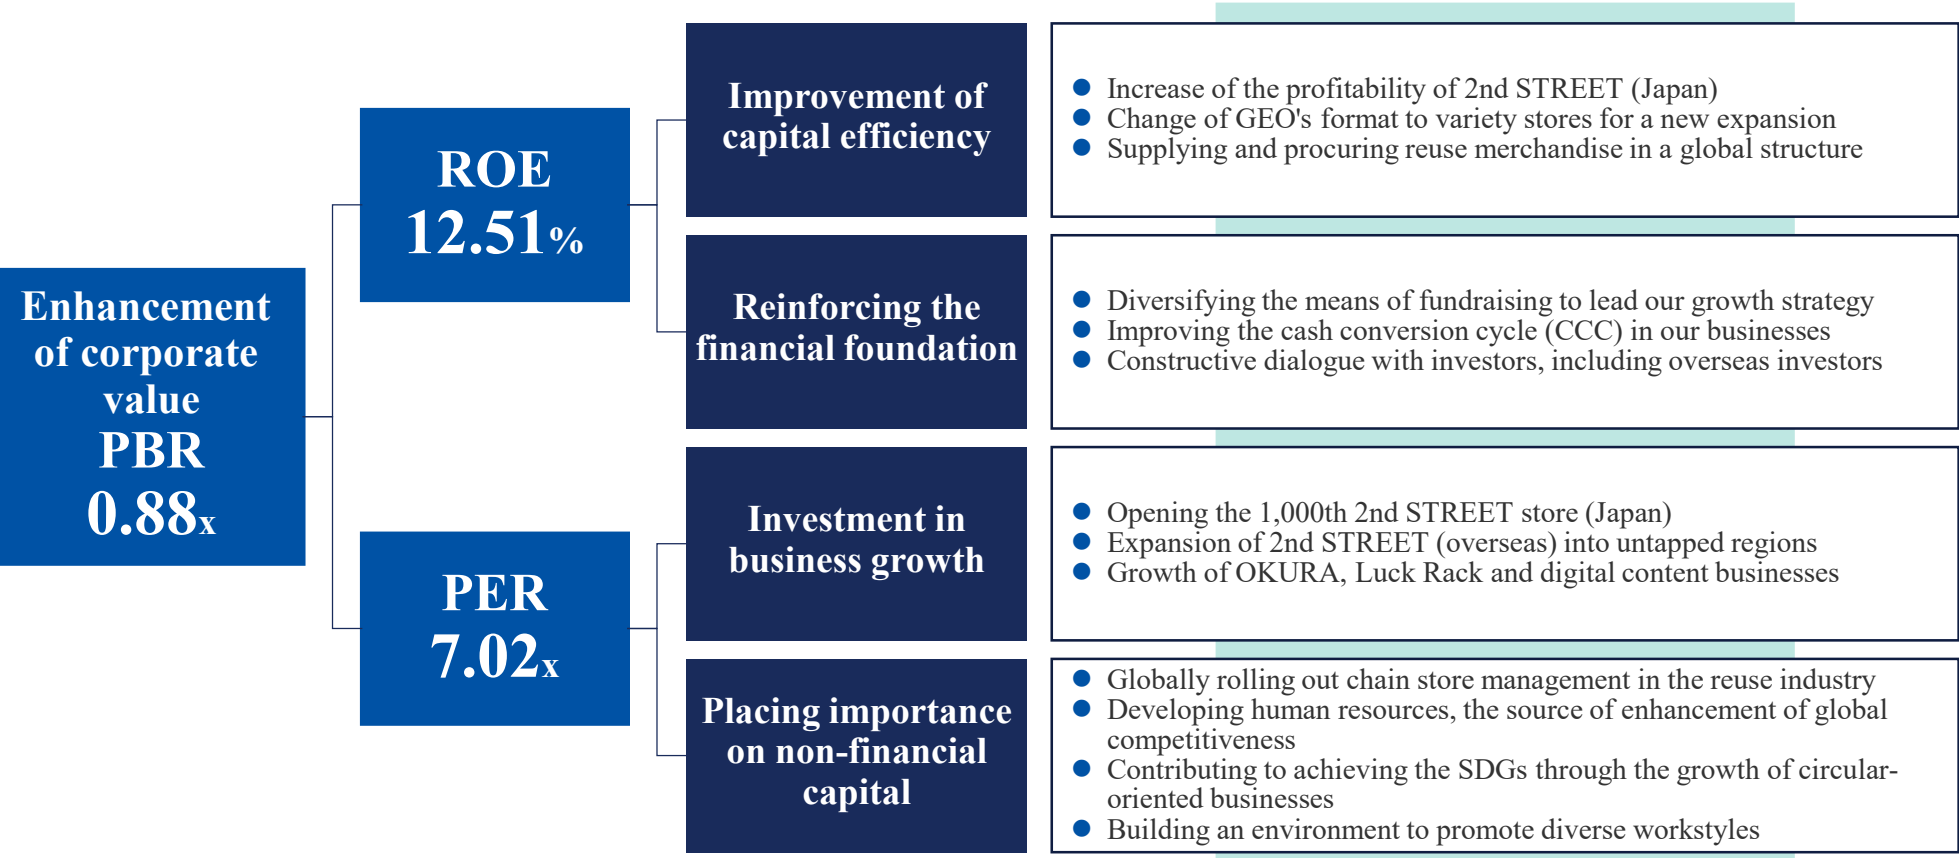 Enhancement
of corporate
value
PBR
0.88x
ROE
12.51%
PER
7.02x
Improvement of
capital efficiency
● Increase of the profitability of 2nd STREET (Japan)
● Change of GEO's format to variety stores for a new expansion
● Supplying and procuring reuse merchandise in a global structure
Reinforcing the
financial foundation
● Diversifying the means of fundraising to lead our growth strategy
● Improving the cash conversion cycle (CCC) in our businesses
● Constructive dialogue with investors, including overseas investors
Investment in
business growth
● Opening the 1,000th 2nd STREET store (Japan)
● Expansion of 2nd STREET (overseas) into untapped regions
● Growth of OKURA, Luck Rack and digital content businesses
Placing importance
on non-financial
capital
● Globally rolling out chain store management in the reuse industry
● Developing human resources, the source of enhancement of global
competitiveness
● Contributing to achieving the SDGs through the growth of circular-
oriented businesses
● Building an environment to promote diverse workstyles